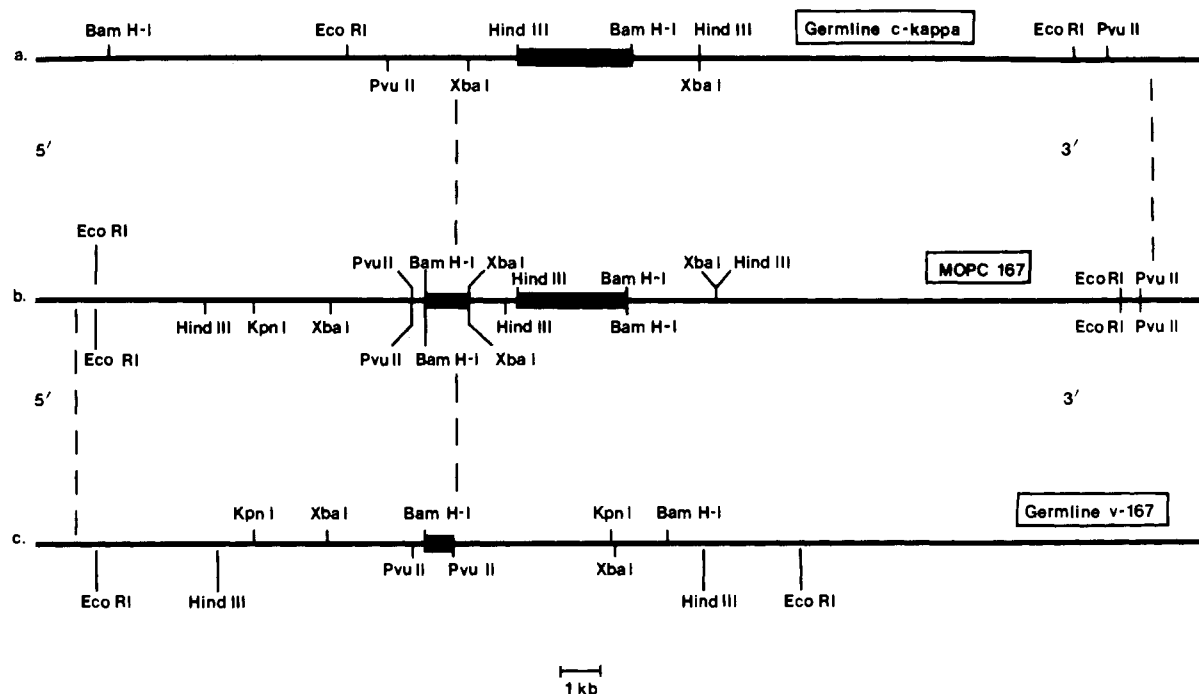 Bam H-I Eco RI Hind III Bam H-I Hind III Germline c-kappa Eco RI Pvu II
a.
Pvu II Xba I Xba I
5′ 3′
Eco RI
Pvu II Bam H-I Xba I Hind III Bam H-I Xba I Hind III MOPC 167 Eco RI Pvu II
b.
Hind III Kpn I Xba I Hind III Bam H-I Eco RI Pvu II
Eco RI Pvu II Bam H-I Xba I
5′ 3′
Kpn I Xba I Bam H-I Kpn I Bam H-I Germline v-167
c.
Pvu II Pvu II Xba I
Eco RI Hind III Hind III Eco RI
1 kb